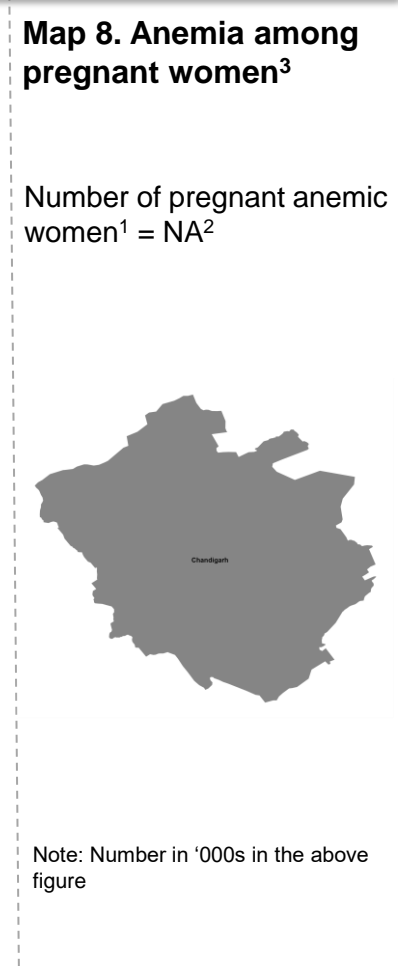 Map 8. Anemia among
pregnant women³
Number of pregnant anemic
women¹ = NA²
Chandigarh
Note: Number in ‘000s in the above
figure